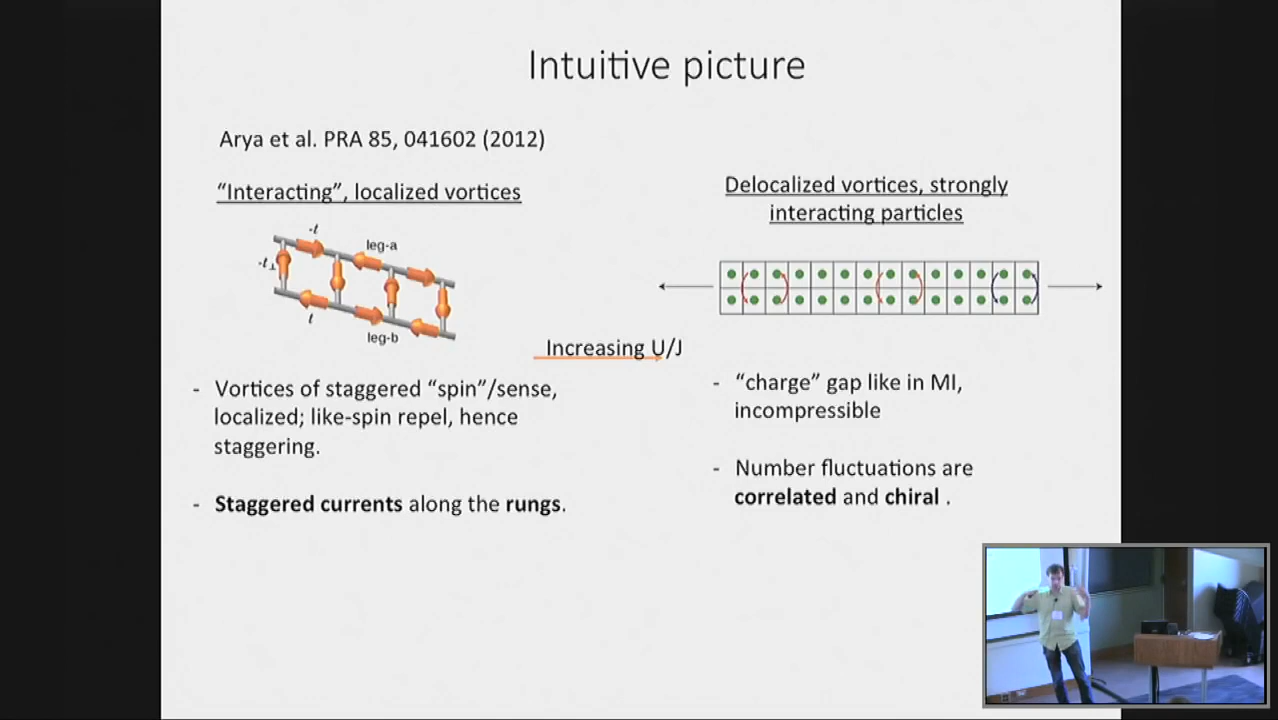 Intuitive picture
Arya et al. PRA 85, 041602 (2012)
“Interacting”, localized vortices
-t
leg-a
-t⊥
t
leg-b
- Vortices of staggered “spin”/sense,
localized; like-spin repel, hence
staggering.
- Staggered currents along the rungs.
Increasing U/J
Delocalized vortices, strongly
interacting particles
- “charge” gap like in MI,
incompressible
- Number fluctuations are
correlated and chiral .